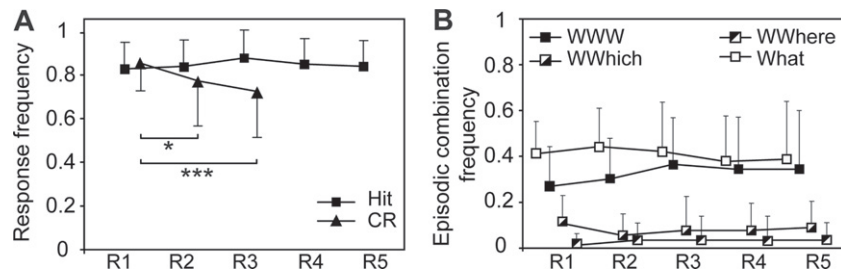 A
Response frequency
1
0.8
0.6
0.4
0.2
0
*
***
Hit
CR
R1 R2 R3 R4 R5
B
Episodic combination
frequency
WWW WWhere
WWhich What
1
0.8
0.6
0.4
0.2
0
R1 R2 R3 R4 R5